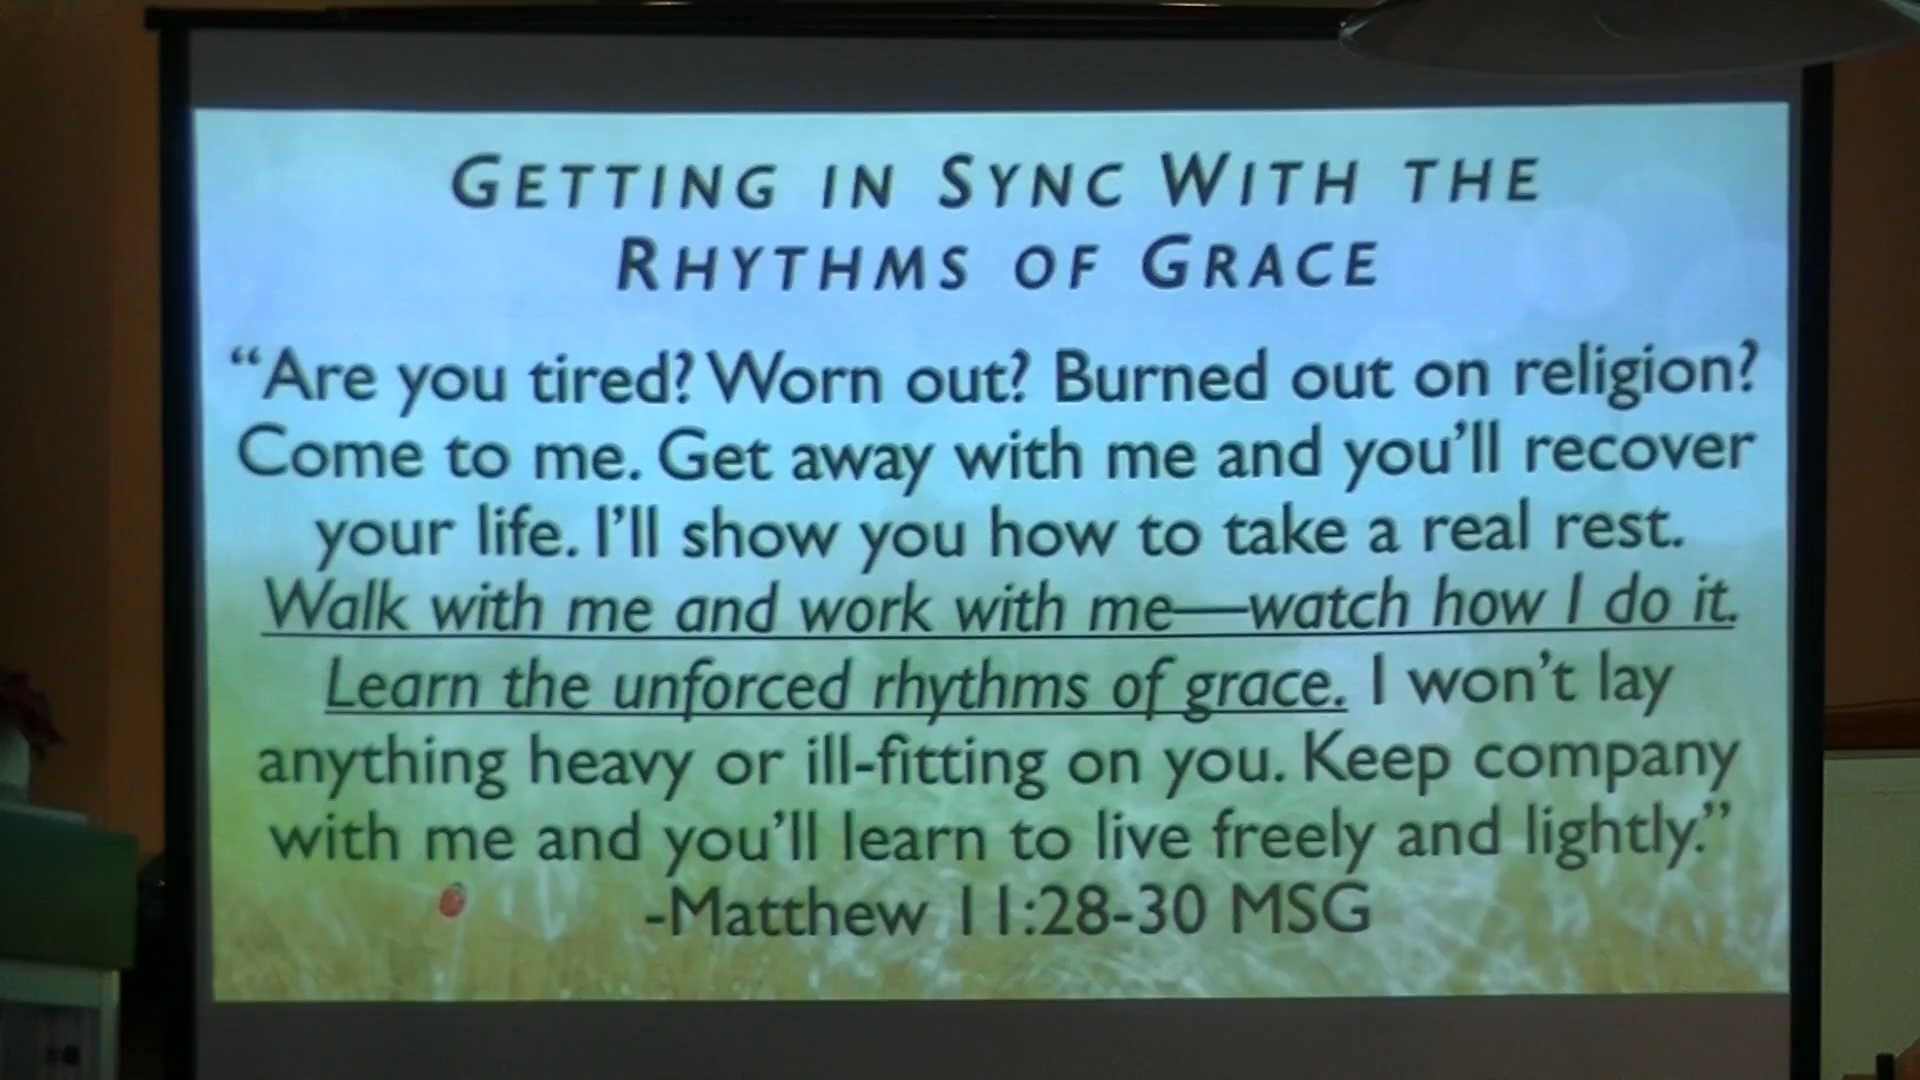 GETTING IN SYNC WITH THE
RHYTHMS OF GRACE
“Are you tired? Worn out? Burned out on religion?
Come to me. Get away with me and you’ll recover
your life. I’ll show you how to take a real rest.
Walk with me and work with me—watch how I do it.
Learn the unforced rhythms of grace. I won’t lay
anything heavy or ill-fitting on you. Keep company
with me and you’ll learn to live freely and lightly.”
-Matthew 11:28-30 MSG